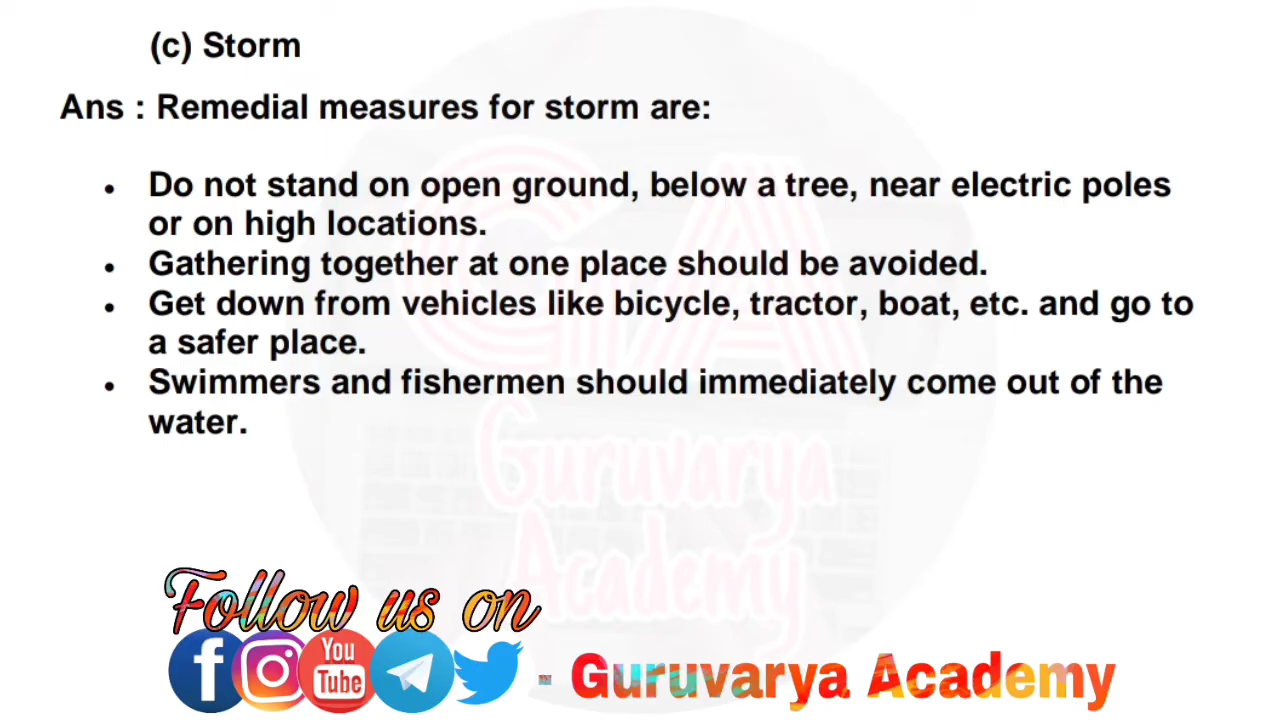 (c) Storm
Ans : Remedial measures for storm are:
• Do not stand on open ground, below a tree, near electric poles
or on high locations.
• Gathering together at one place should be avoided.
• Get down from vehicles like bicycle, tractor, boat, etc. and go to
a safer place.
• Swimmers and fishermen should immediately come out of the
water.
GA
Guruvarya
Academy
Follow us on
You
Tube
- Guruvarya Academy